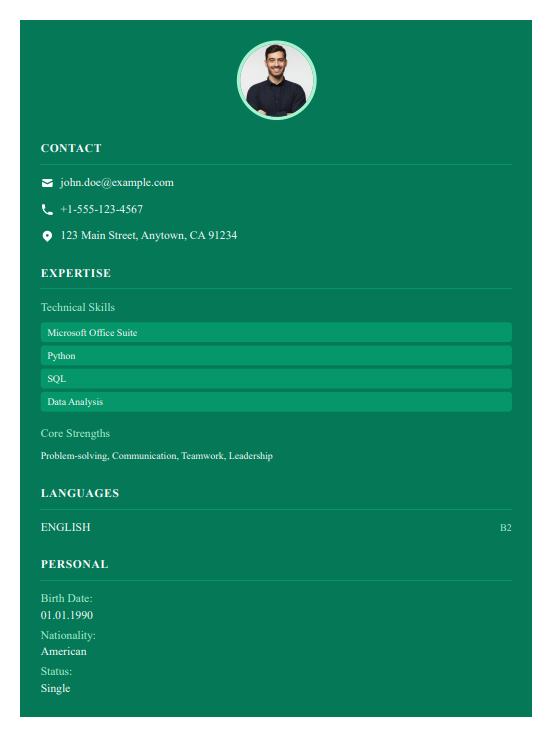 CONTACT
john.doe@example.com
+1-555-123-4567
123 Main Street, Anytown, CA 91234
EXPERTISE
Technical Skills
Microsoft Office Suite
Python
SQL
Data Analysis
Core Strengths
Problem-solving, Communication, Teamwork, Leadership
LANGUAGES
ENGLISH B2
PERSONAL
Birth Date:
01.01.1990
Nationality:
American
Status:
Single